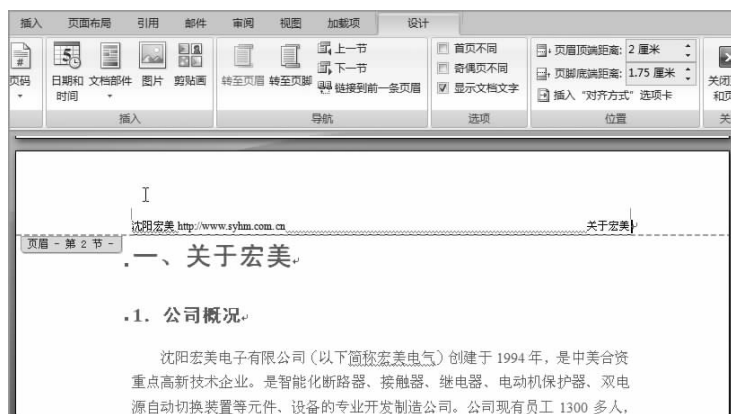 插入 页面布局 引用 邮件 审阅 视图 加载项 设计
上一节 首页不同 页眉顶端距离: 2 厘米
页码 日期和时间 文档部件 图片 剪贴画 转至页眉 转至页脚 下一节 奇偶页不同 页脚底端距离: 1.75 厘米
链接到前一条页眉 显示文档文字 插入“对齐方式”选项卡
插入 导航 选项 位置
沈阳宏美 http://www.syhm.com.cn 关于宏美
页眉 - 第 2 节 -
一、关于宏美
1. 公司概况
沈阳宏美电子有限公司（以下简称宏美电气）创建于 1994 年，是中美合资
重点高新技术企业。是智能化断路器、接触器、继电器、电动机保护器、双电
源自动切换装置等元件、设备的专业开发制造公司。公司现有员工 1300 多人，